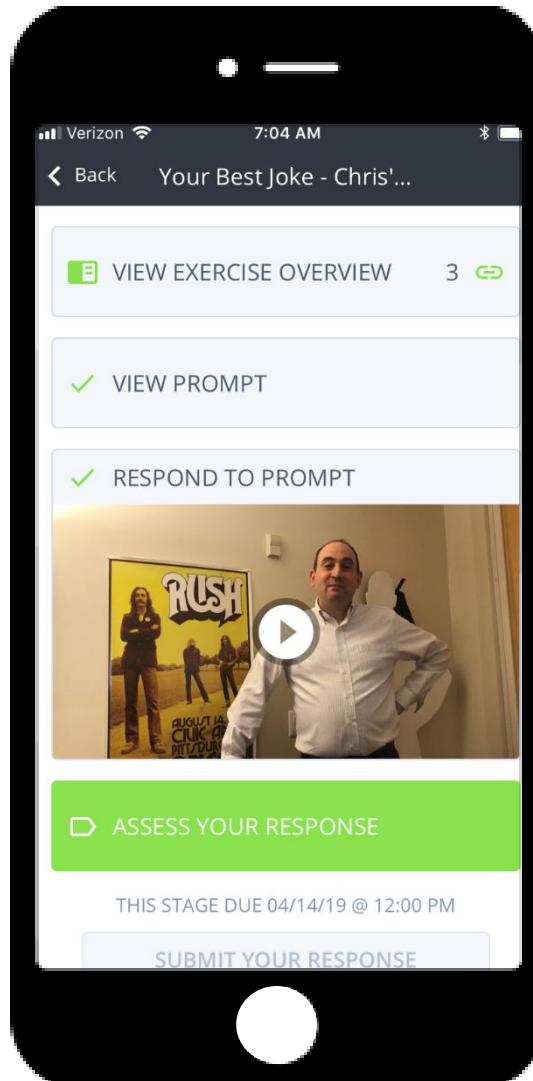 Verizon 7:04 AM
Back Your Best Joke - Chris'...
VIEW EXERCISE OVERVIEW 3
VIEW PROMPT
RESPOND TO PROMPT
RUSH
AUGUST 14
CIVIC
ASSESS YOUR RESPONSE
THIS STAGE DUE 04/14/19 @ 12:00 PM
SUBMIT YOUR RESPONSE